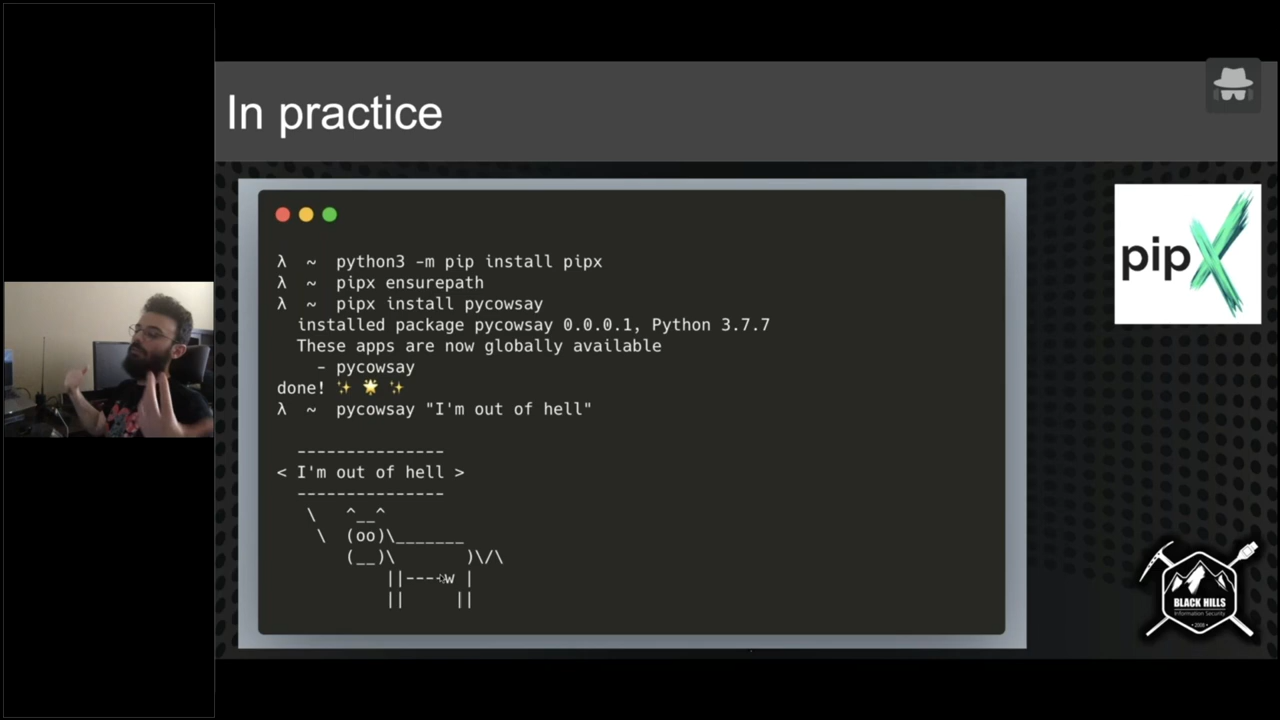 In practice
λ ~ python3 -m pip install pipx
λ ~ pipx ensurepath
λ ~ pipx install pycowsay
installed package pycowsay 0.0.0.1, Python 3.7.7
These apps are now globally available
- pycowsay
done! ✨ 🌟 ✨
λ ~ pycowsay "I'm out of hell"
---------------
< I'm out of hell >
---------------
\   ^__^
\  (oo)\_______
(__)\       )\/\
||----w |
||     ||
pipX
BLACK HILLS
Information Security
• 2008 •